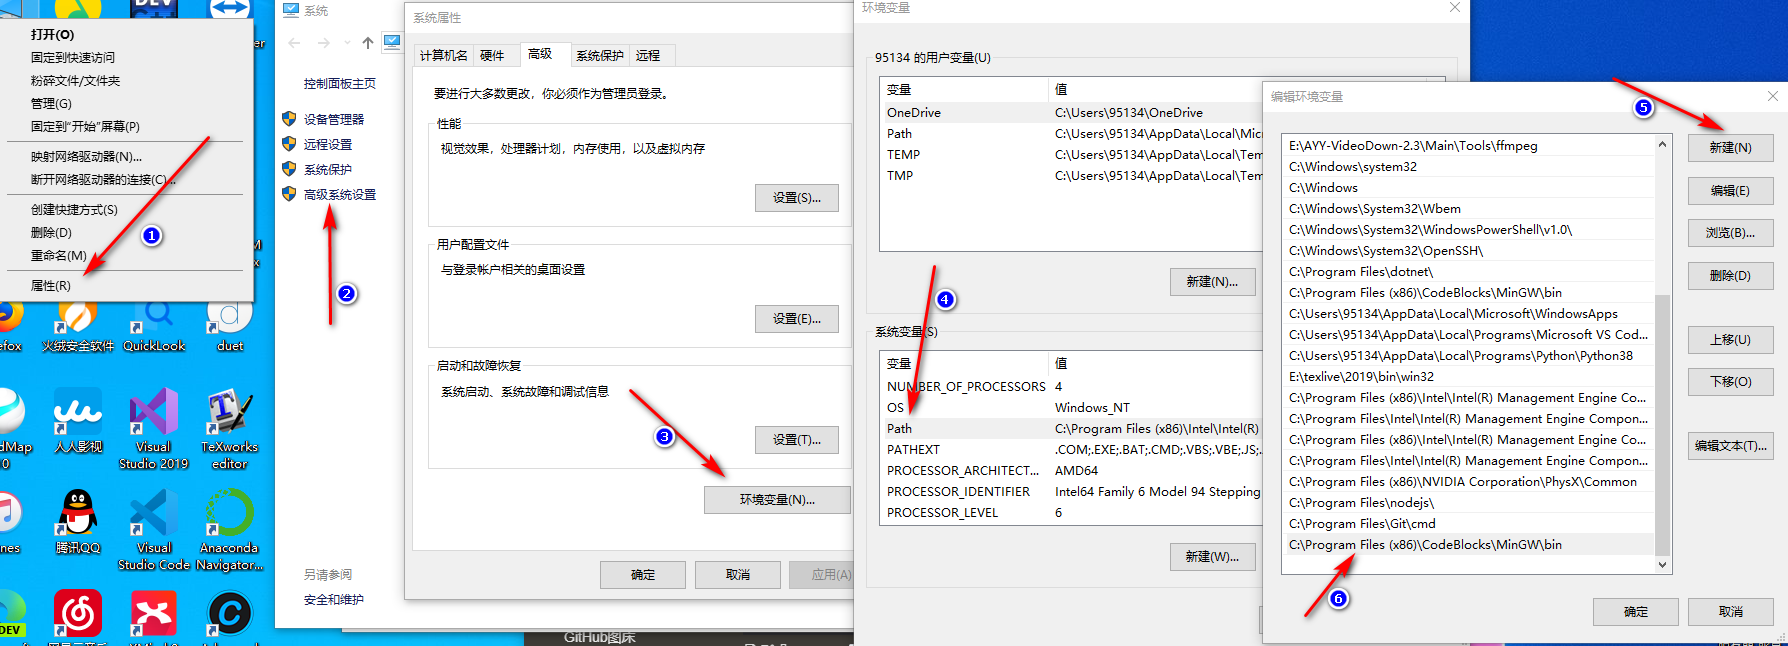 打开(O)
固定到快速访问
粉碎文件/文件夹
管理(G)
固定到"开始"屏幕(P)
映射网络驱动器(N)...
断开网络驱动器的连接(C)...
创建快捷方式(S)
删除(D)
重命名(M)
属性(R)
1
火绒安全软件
QuickLook
duet
人人影视
Visual
Studio 2019
TeXworks
editor
腾讯QQ
Visual
Studio Code
Anaconda
Navigator...
系统
控制面板主页
设备管理器
远程设置
系统保护
高级系统设置
2
另请参阅
安全和维护
系统属性
计算机名
硬件
高级
系统保护
远程
要进行大多数更改，你必须作为管理员登录。
性能
视觉效果，处理器计划，内存使用，以及虚拟内存
设置(S)...
用户配置文件
与登录帐户相关的桌面设置
设置(E)...
启动和故障恢复
系统启动、系统故障和调试信息
3
设置(T)...
环境变量(N)...
确定
取消
应用(A)
GitHub图床
环境变量
95134 的用户变量(U)
变量 值
OneDrive C:\Users\95134\OneDrive
Path C:\Users\95134\AppData\Local\Mic
TEMP C:\Users\95134\AppData\Local\Tem
TMP C:\Users\95134\AppData\Local\Tem
新建(N)...
4
系统变量(S)
变量 值
NUMBER_OF_PROCESSORS 4
OS Windows_NT
Path C:\Program Files (x86)\Intel\Intel(R)
PATHEXT .COM;.EXE;.BAT;.CMD;.VBS;.VBE;.JS;.
PROCESSOR_ARCHITECT... AMD64
PROCESSOR_IDENTIFIER Intel64 Family 6 Model 94 Stepping
PROCESSOR_LEVEL 6
新建(W)...
编辑环境变量
5
E:\AYY-VideoDown-2.3\Main\Tools\ffmpeg
C:\Windows\system32
C:\Windows
C:\Windows\System32\Wbem
C:\Windows\System32\WindowsPowerShell\v1.0\
C:\Windows\System32\OpenSSH\
C:\Program Files\dotnet\
C:\Program Files (x86)\CodeBlocks\MinGW\bin
C:\Users\95134\AppData\Local\Microsoft\WindowsApps
C:\Users\95134\AppData\Local\Programs\Microsoft VS Cod...
C:\Users\95134\AppData\Local\Programs\Python\Python38
E:\texlive\2019\bin\win32
C:\Program Files (x86)\Intel\Intel(R) Management Engine Co...
C:\Program Files\Intel\Intel(R) Management Engine Compon...
C:\Program Files (x86)\Intel\Intel(R) Management Engine Co...
C:\Program Files\Intel\Intel(R) Management Engine Compon...
C:\Program Files (x86)\NVIDIA Corporation\PhysX\Common
C:\Program Files\nodejs\
C:\Program Files\Git\cmd
C:\Program Files (x86)\CodeBlocks\MinGW\bin
6
新建(N)
编辑(E)
浏览(B)...
删除(D)
上移(U)
下移(O)
编辑文本(T)...
确定
取消